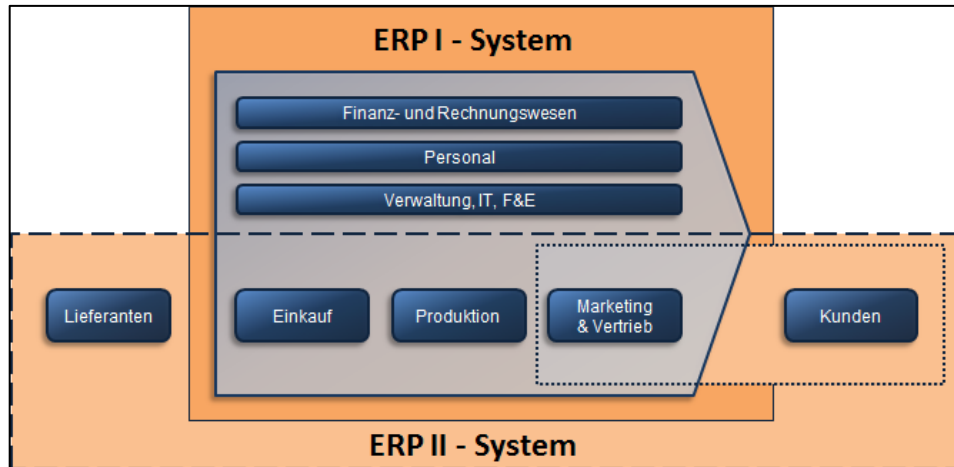 ERP I - System
Finanz- und Rechnungswesen
Personal
Verwaltung, IT, F&E
Lieferanten
Einkauf
Produktion
Marketing
& Vertrieb
Kunden
ERP II - System